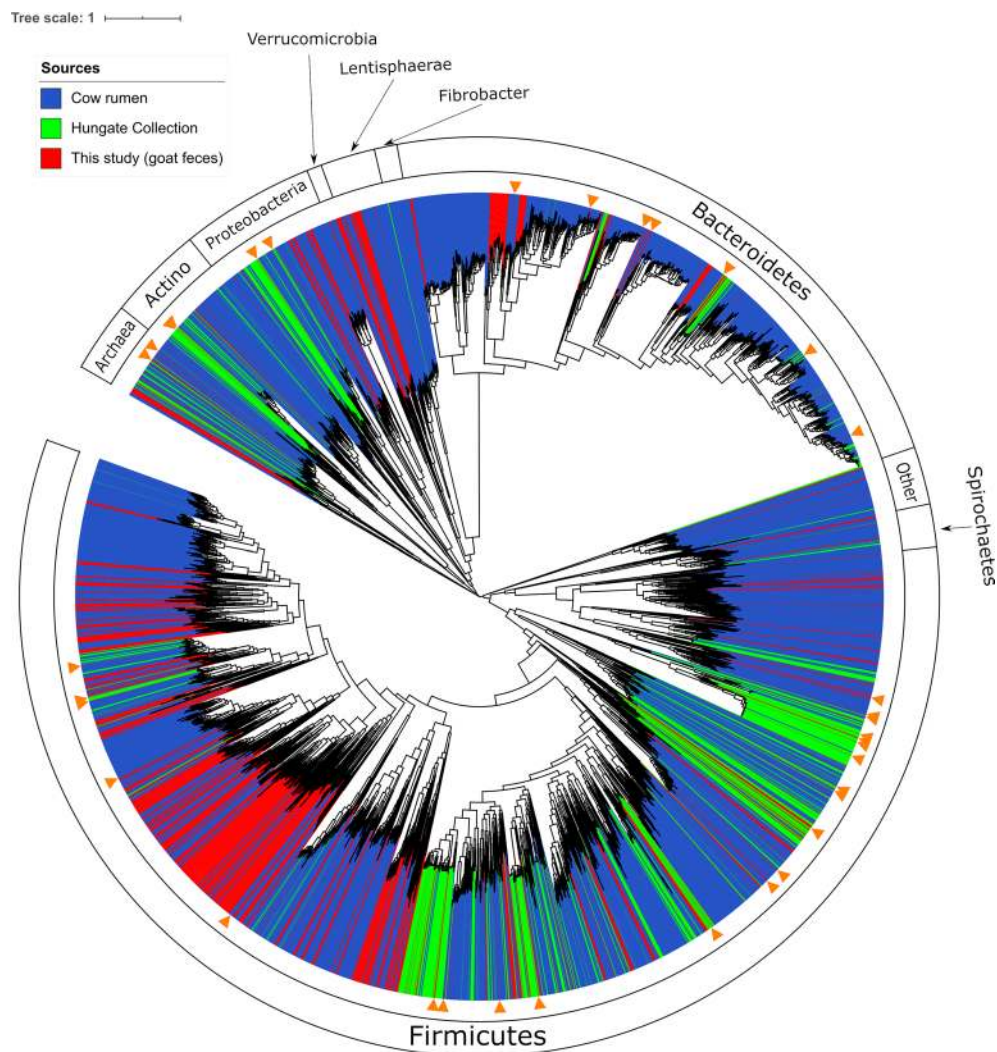 Tree scale: 1
Sources
Cow rumen
Hungate Collection
This study (goat feces)
Verrucomicrobia
Lentisphaerae
Fibrobacter
Archaea
Actino
Proteobacteria
Bacteroidetes
Other
Spirochaetes
Firmicutes